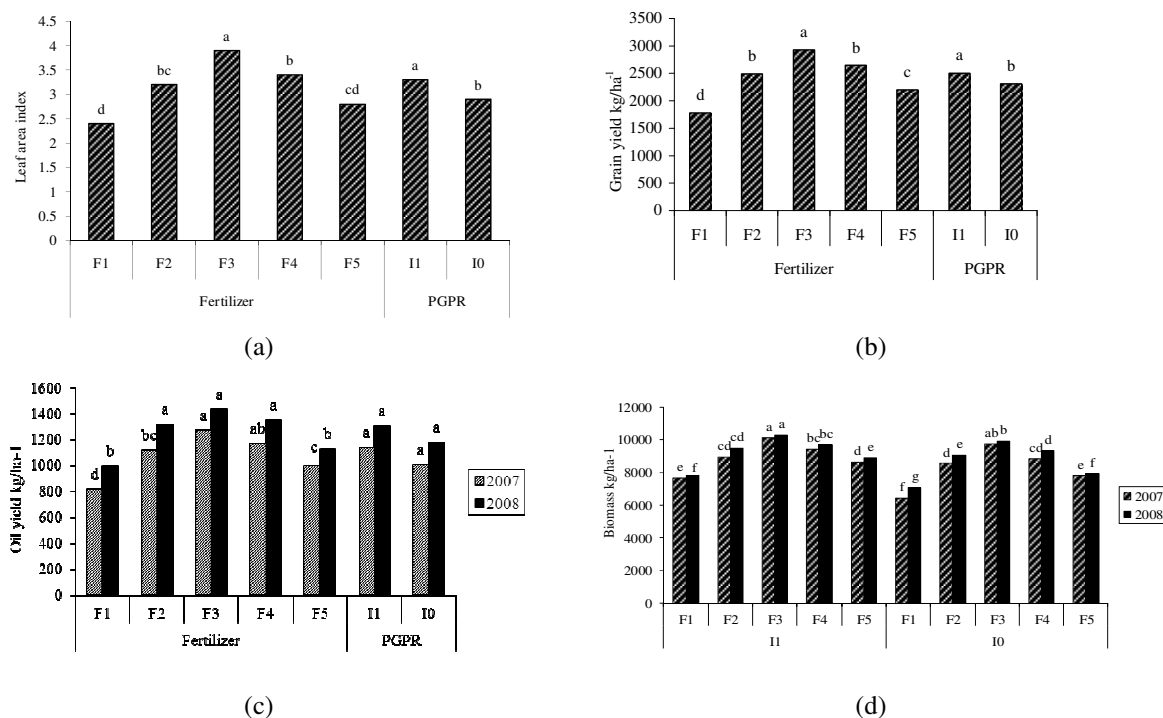 4.5
4
3.5
3
2.5
2
1.5
1
0.5
0
Leaf area index
d bc a b cd a b
F1 F2 F3 F4 F5 I1 I0
Fertilizer PGPR
(a)
3500
3000
2500
2000
1500
1000
500
0
Grain yield kg/ha-1
d b a b c a b
F1 F2 F3 F4 F5 I1 I0
Fertilizer PGPR
(b)
1600
1400
1200
1000
800
600
400
200
0
Oil yield kg/ha-1
d b bc a a a ab a c b a a a a
F1 F2 F3 F4 F5 I1 I0
Fertilizer PGPR
2007
2008
(c)
12000
10000
8000
6000
4000
2000
0
Biomass kg/ha-1
e f cd cd a a bc bc d e f g d e ab b cd d e f
F1 F2 F3 F4 F5 F1 F2 F3 F4 F5
I1 I0
2007
2008
(d)